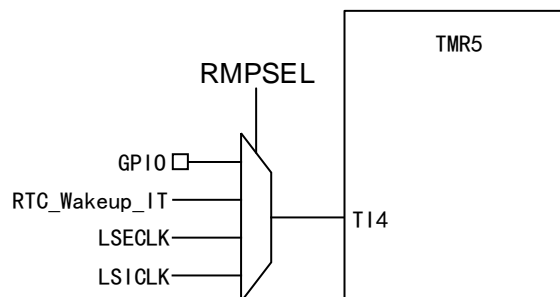 TMR5
RMPSEL
GPIO
RTC_Wakeup_IT
TI4
LSECLK
LSICLK